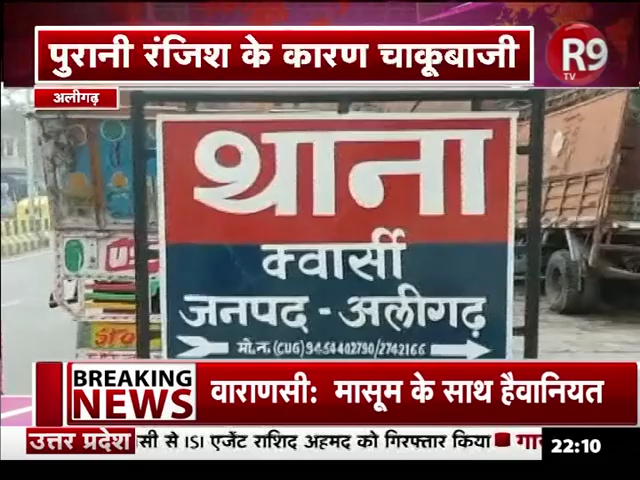 पुरानी रंजिश के कारण चाकूबाजी
R9
TV
अलीगढ़
थाना
क्वार्सी
जनपद - अलीगढ़
मो.न. (CUG) 9454402790/2742166
BREAKING NEWS
वाराणसी: मासूम के साथ हैवानियत
उत्तर प्रदेश
सी से ISI एजेंट राशिद अहमद को गिरफ्तार किया
22:10